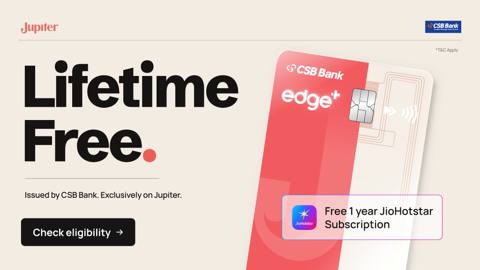 Jupiter
CSB Bank
*T&C Apply
Lifetime
Free.
CSB Bank
edge+
Issued by CSB Bank. Exclusively on Jupiter.
JioHotstar
Free 1 year JioHotstar
Subscription
Check eligibility →